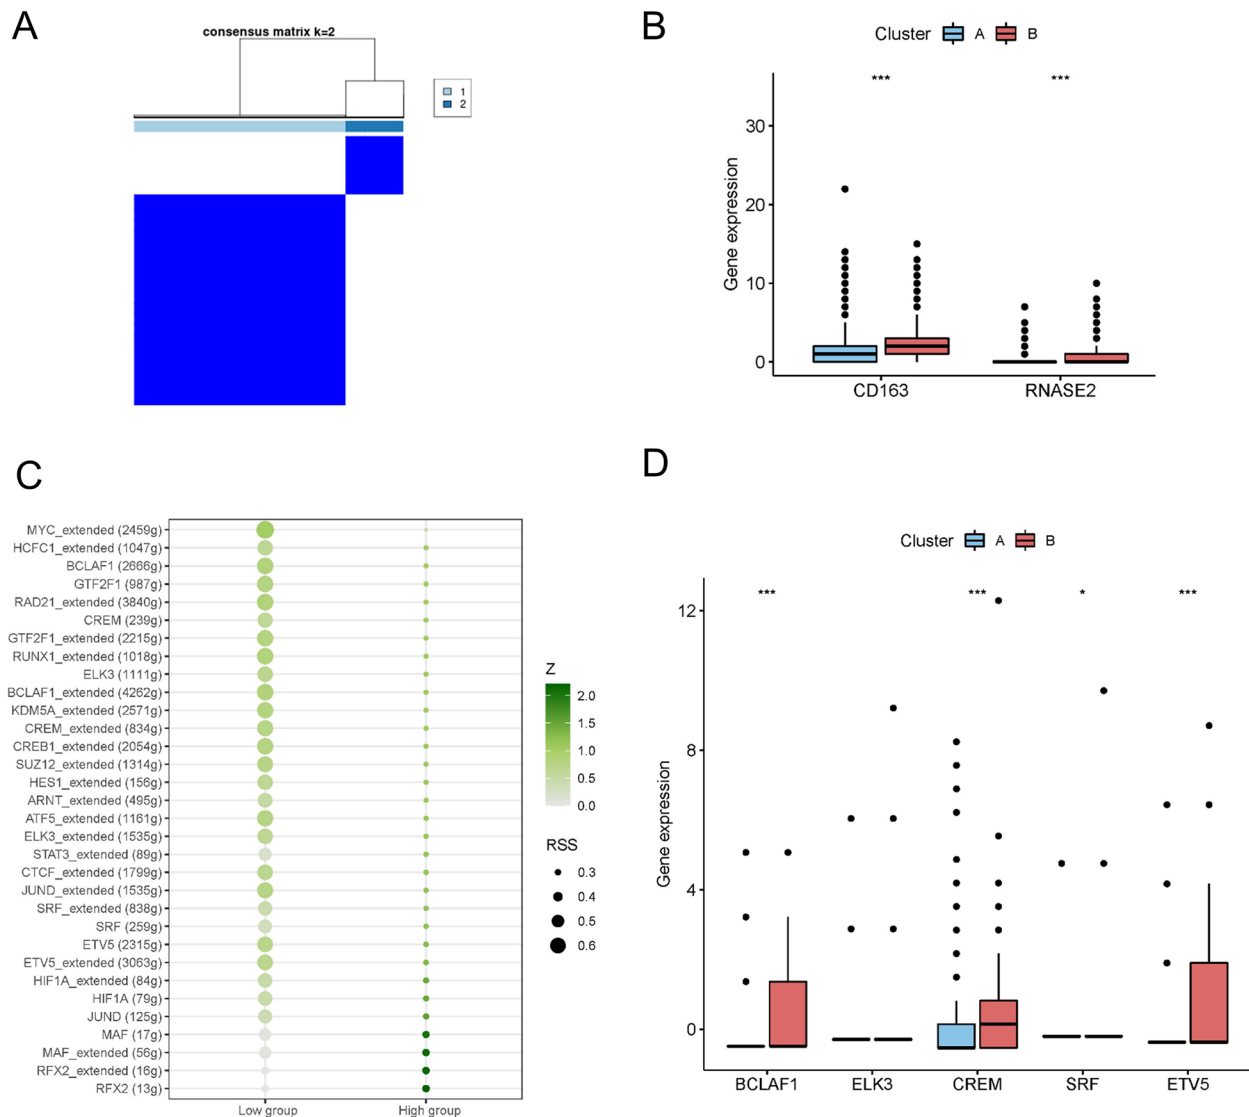 A
consensus matrix k=2
1
2
B
Cluster A B
*** ***
30
20
10
0
Gene expression
CD163 RNASE2
C
MYC_extended (2459g)
HCFC1_extended (1047g)
BCLAF1 (2666g)
GTF2F1 (987g)
RAD21_extended (3840g)
CREM (239g)
GTF2F1_extended (2215g)
RUNX1_extended (1018g)
ELK3 (1111g)
BCLAF1_extended (4262g)
KDM5A_extended (2571g)
CREM_extended (834g)
CREB1_extended (2054g)
SUZ12_extended (1314g)
HES1_extended (156g)
ARNT_extended (495g)
ATF5_extended (1161g)
ELK3_extended (1535g)
STAT3_extended (89g)
CTCF_extended (1799g)
JUND_extended (1535g)
SRF_extended (838g)
SRF (259g)
ETV5 (2315g)
ETV5_extended (3063g)
HIF1A_extended (84g)
HIF1A (79g)
JUND (125g)
MAF (17g)
MAF_extended (56g)
RFX2_extended (16g)
RFX2 (13g)
Low group High group
Z
2.0
1.5
1.0
0.5
0.0
RSS
0.3
0.4
0.5
0.6
D
Cluster A B
*** *** * ***
12
8
4
0
Gene expression
BCLAF1 ELK3 CREM SRF ETV5